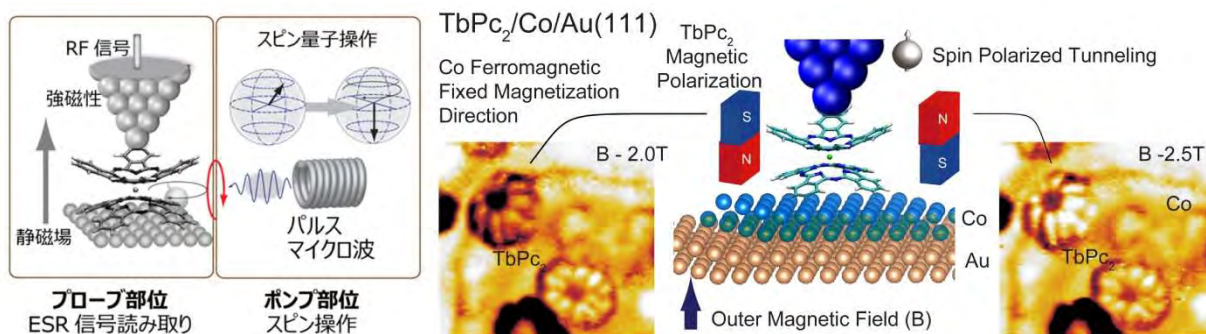 RF 信号
強磁性
静磁場
プローブ部位
ESR 信号読み取り
スピン量子操作
パルス
マイクロ波
ポンプ部位
スピン操作
TbPc2/Co/Au(111)
Co Ferromagnetic
Fixed Magnetization
Direction
B - 2.0T
TbPc2
TbPc2
Magnetic
Polarization
S
N
Spin Polarized Tunneling
N
S
Co
Au
Outer Magnetic Field (B)
B -2.5T
Co
TbPc2